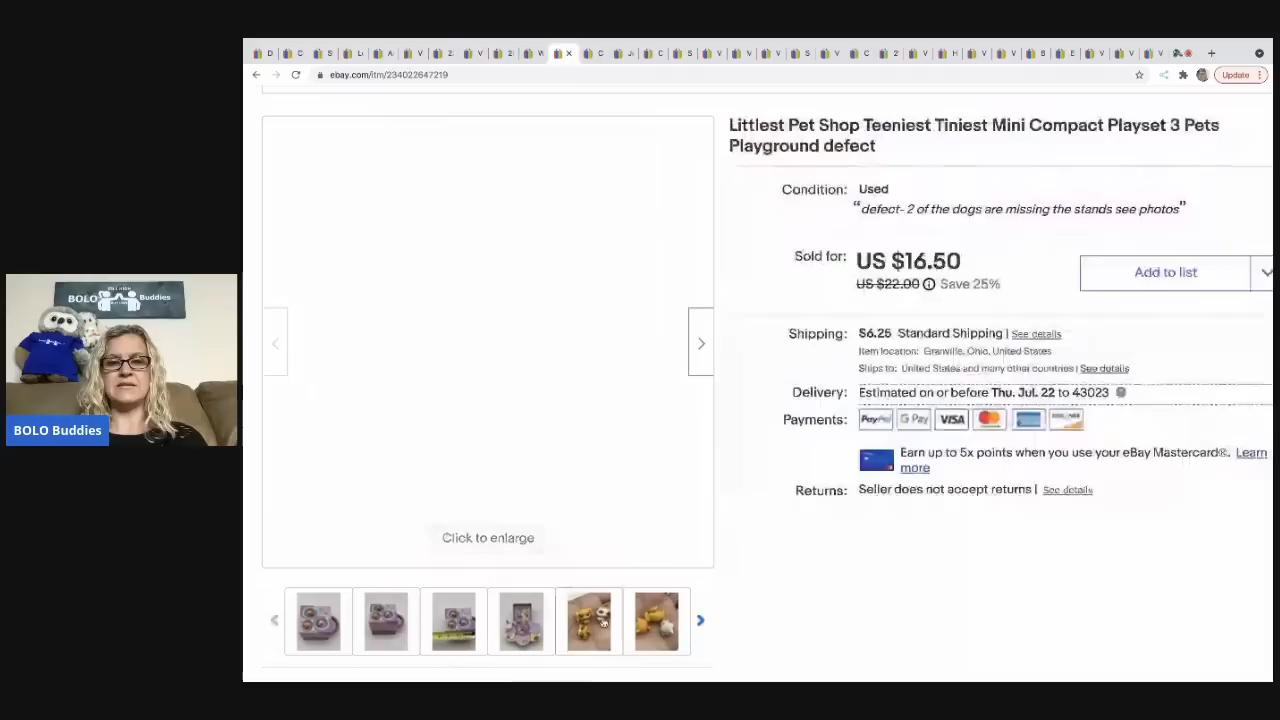 ebay.com/itm/234022647219
Update
Littlest Pet Shop Teeniest Tiniest Mini Compact Playset 3 Pets
Playground defect
Condition: Used
"defect- 2 of the dogs are missing the stands see photos"
Sold for: US $16.50
US $22.00 Save 25%
Add to list
Shipping: $6.25 Standard Shipping | See details
Item location: Granville, Ohio, United States
Ships to: United States and many other countries | See details
Delivery: Estimated on or before Thu. Jul. 22 to 43023
Payments: PayPal G Pay VISA
Earn up to 5x points when you use your eBay Mastercard®. Learn
more
Returns: Seller does not accept returns | See details
Click to enlarge
BOLO Buddies
BOLO Buddies